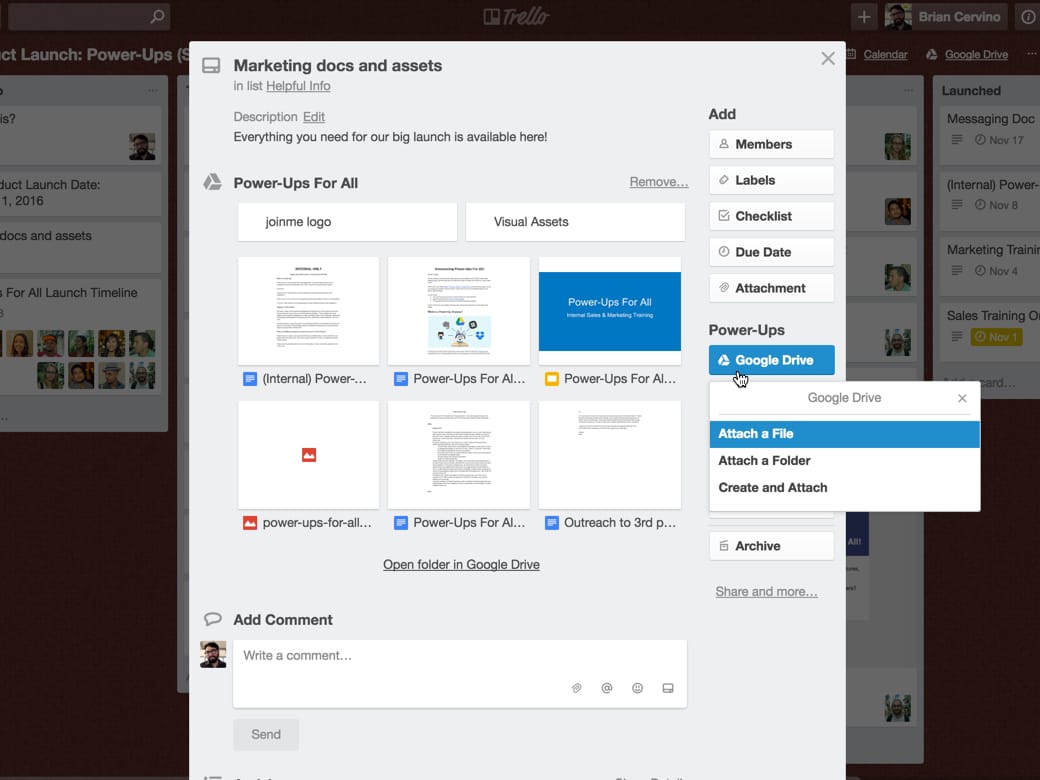 Trello
Brian Cervino
ct Launch: Power-Ups (S
Calendar
Google Drive
is?
duct Launch Date:
1, 2016
docs and assets
s For All Launch Timeline
Marketing docs and assets
in list Helpful Info
Description Edit
Everything you need for our big launch is available here!
Power-Ups For All
Remove...
joinme logo
Visual Assets
INTERNAL ONLY
Power-Ups For All
Internal Sales & Marketing Training
(Internal) Power-...
Power-Ups For Al...
Power-Ups For Al...
power-ups-for-all...
Power-Ups For Al...
Outreach to 3rd p...
Open folder in Google Drive
Add Comment
Write a comment...
Send
Add
Members
Labels
Checklist
Due Date
Attachment
Power-Ups
Google Drive
Google Drive
Attach a File
Attach a Folder
Create and Attach
Archive
Share and more...
All!
Launched
Messaging Doc
Nov 17
(Internal) Power-
Nov 8
Marketing Trainin
Nov 4
Sales Training O
Nov 1